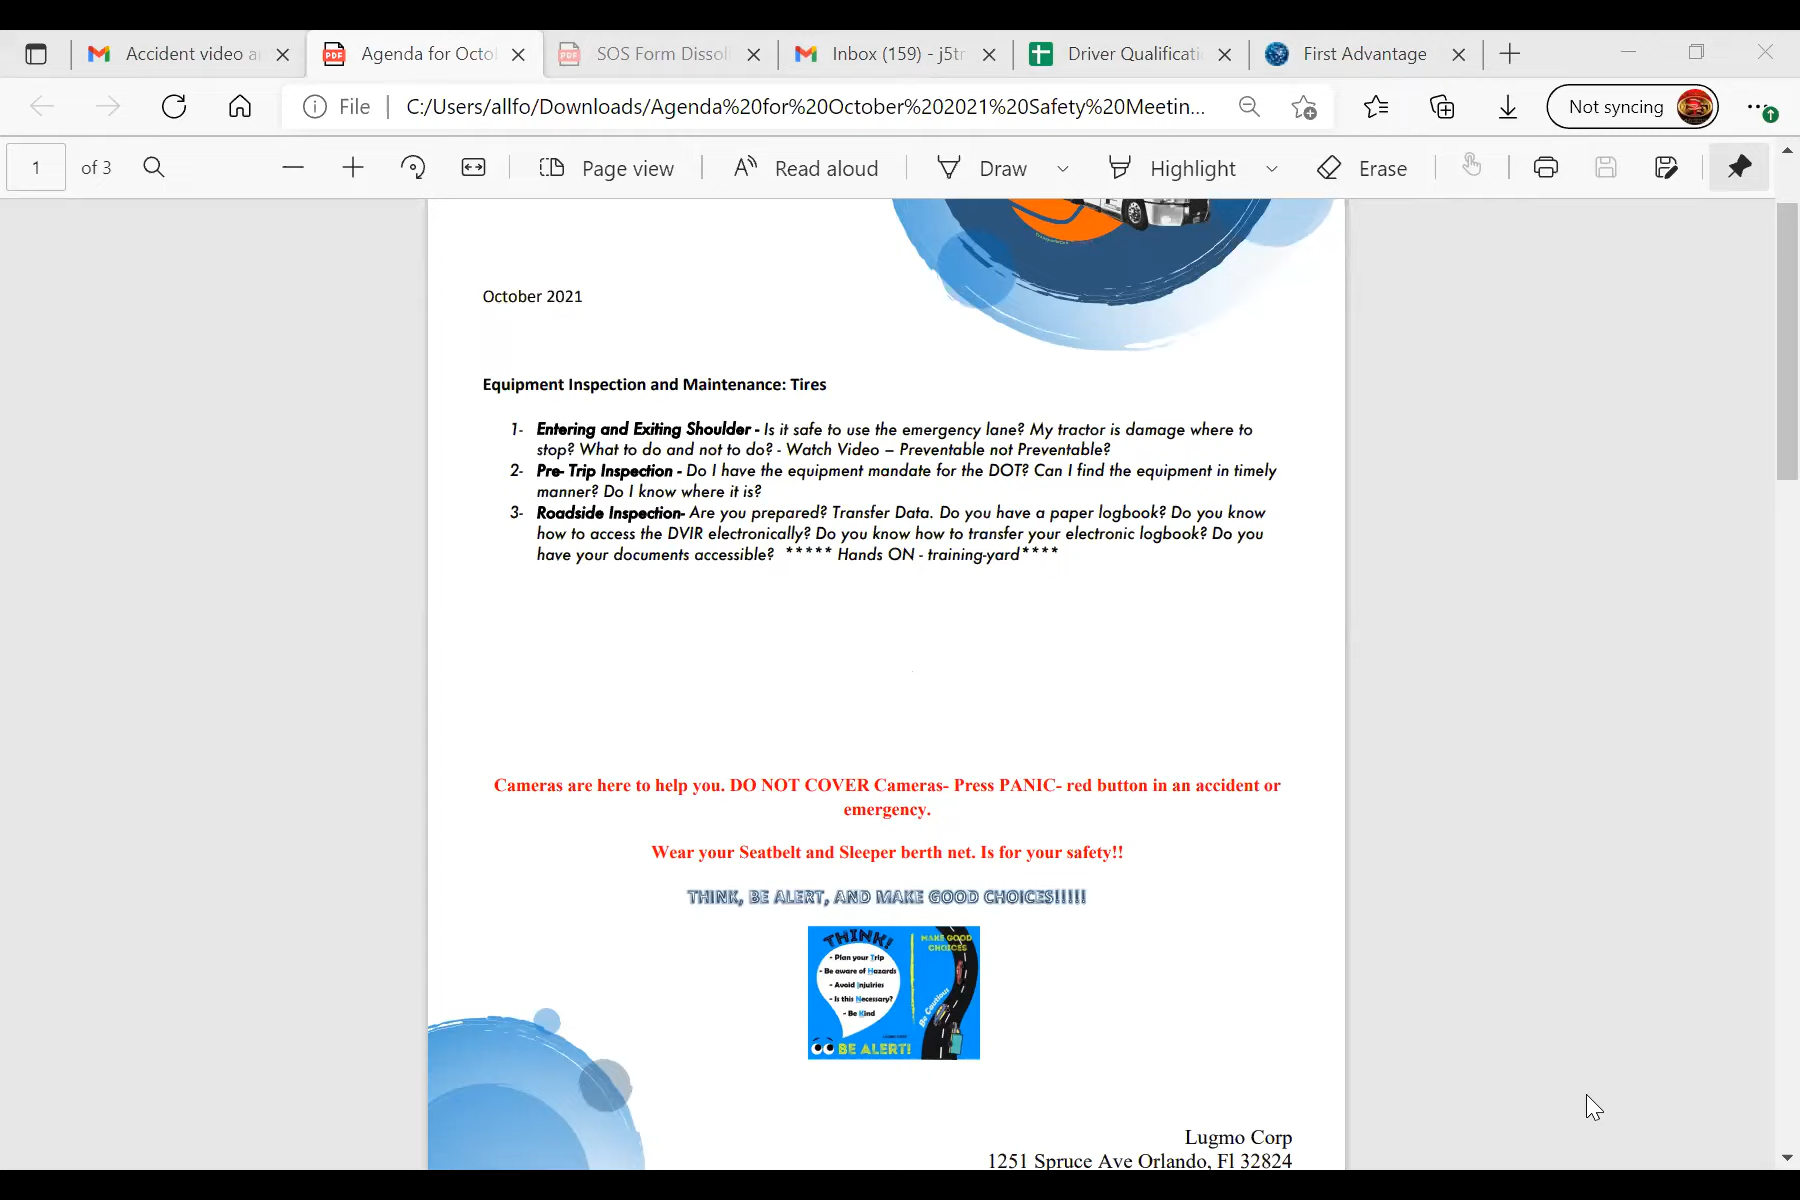 Accident video a
Agenda for Octo
SOS Form Dissol
Inbox (159) - j5tr
Driver Qualificati
First Advantage
File
C:/Users/allfo/Downloads/Agenda%20for%20October%202021%20Safety%20Meetin...
Not syncing
1 of 3
Page view
Read aloud
Draw
Highlight
Erase
October 2021
Equipment Inspection and Maintenance: Tires
1- Entering and Exiting Shoulder - Is it safe to use the emergency lane? My tractor is damage where to
stop? What to do and not to do? - Watch Video – Preventable not Preventable?
2- Pre- Trip Inspection - Do I have the equipment mandate for the DOT? Can I find the equipment in timely
manner? Do I know where it is?
3- Roadside Inspection- Are you prepared? Transfer Data. Do you have a paper logbook? Do you know
how to access the DVIR electronically? Do you know how to transfer your electronic logbook? Do you
have your documents accessible? ***** Hands ON - training-yard****
Cameras are here to help you. DO NOT COVER Cameras- Press PANIC- red button in an accident or
emergency.
Wear your Seatbelt and Sleeper berth net. Is for your safety!!
THINK, BE ALERT, AND MAKE GOOD CHOICES!!!!!
THINK!
- Plan your Trip
- Be aware of Hazards
- Avoid Injuiries
- Is this Necessary?
- Be Kind
BE ALERT!
MAKE GOOD
CHOICES
Be Cautious
Lugmo Corp
1251 Spruce Ave Orlando, Fl 32824